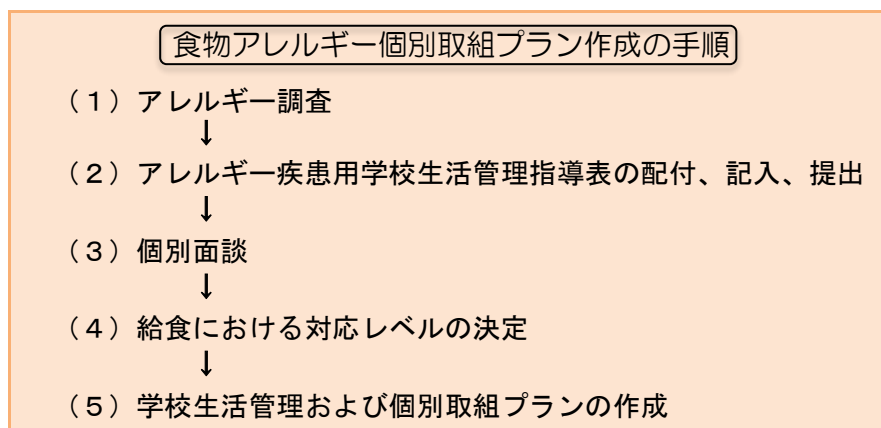 食物アレルギー個別取組プラン作成の手順
（１）アレルギー調査
↓
（２）アレルギー疾患用学校生活管理指導表の配付、記入、提出
↓
（３）個別面談
↓
（４）給食における対応レベルの決定
↓
（５）学校生活管理および個別取組プランの作成